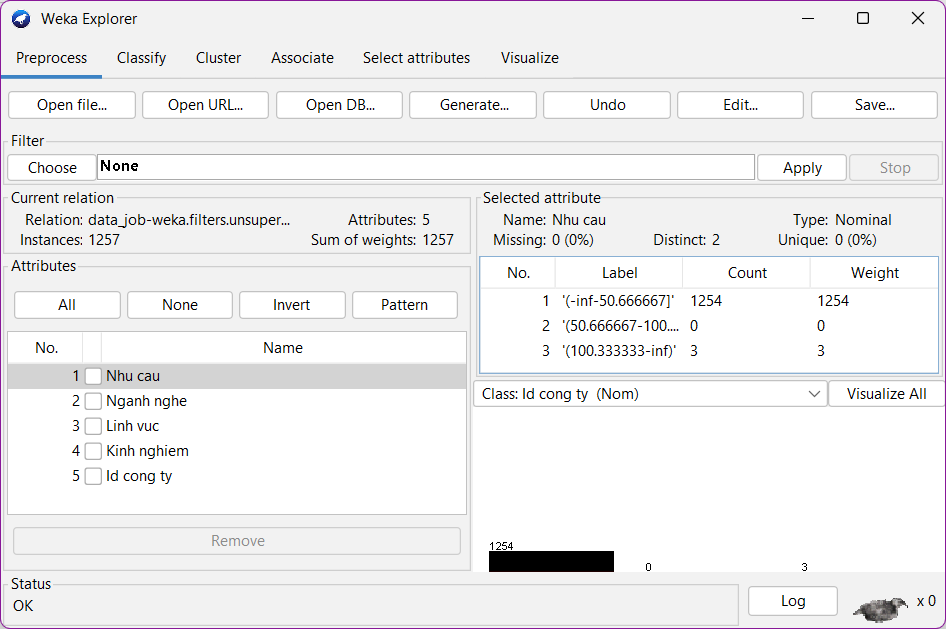 Weka Explorer
Preprocess Classify Cluster Associate Select attributes Visualize
Open file... Open URL... Open DB... Generate... Undo Edit... Save...
Filter
Choose None Apply Stop
Current relation
Relation: data_job-weka.filters.unsuper... Attributes: 5
Instances: 1257 Sum of weights: 1257
Attributes
All None Invert Pattern
No. Name
1 Nhu cau
2 Nganh nghe
3 Linh vuc
4 Kinh nghiem
5 Id cong ty
Remove
Selected attribute
Name: Nhu cau Type: Nominal
Missing: 0 (0%) Distinct: 2 Unique: 0 (0%)
No. Label Count Weight
1 '(-inf-50.666667]' 1254 1254
2 '(50.666667-100.... 0 0
3 '(100.333333-inf)' 3 3
Class: Id cong ty (Nom) Visualize All
1254 0 3
Status
OK
Log x 0